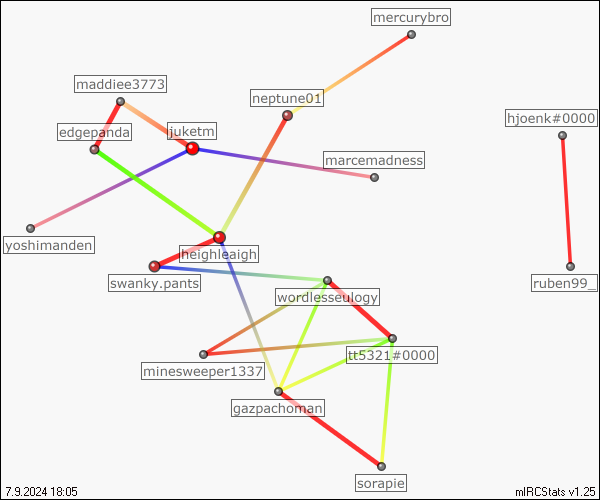 mercurybro
maddiee3773
neptune01
hjoenk#0000
edgepanda
juketm
marcemadness
yoshimanden
heighleaigh
swanky.pants
ruben99_
wordlesseulogy
tt5321#0000
minesweeper1337
gazpachoman
sorapie
7.9.2024 18:05
mIRCStats v1.25